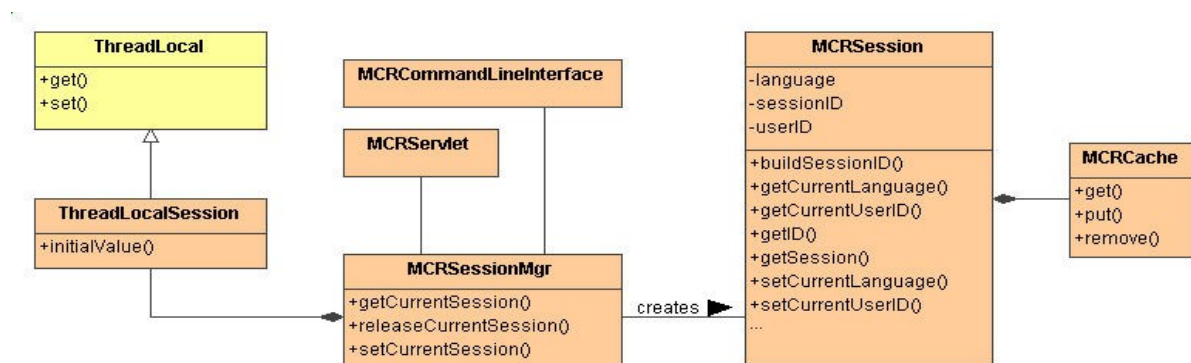 ThreadLocal
+get()
+set()
ThreadLocalSession
+initialValue()
MCRCommandLineInterface
MCRServlet
MCRSessionMgr
+getCurrentSession()
+releaseCurrentSession()
+setCurrentSession()
creates
MCRSession
-language
-sessionID
-userID
+buildSessionID()
+getCurrentLanguage()
+getCurrentUserID()
+getID()
+getSession()
+setCurrentLanguage()
+setCurrentUserID()
...
MCRCache
+get()
+put()
+remove()